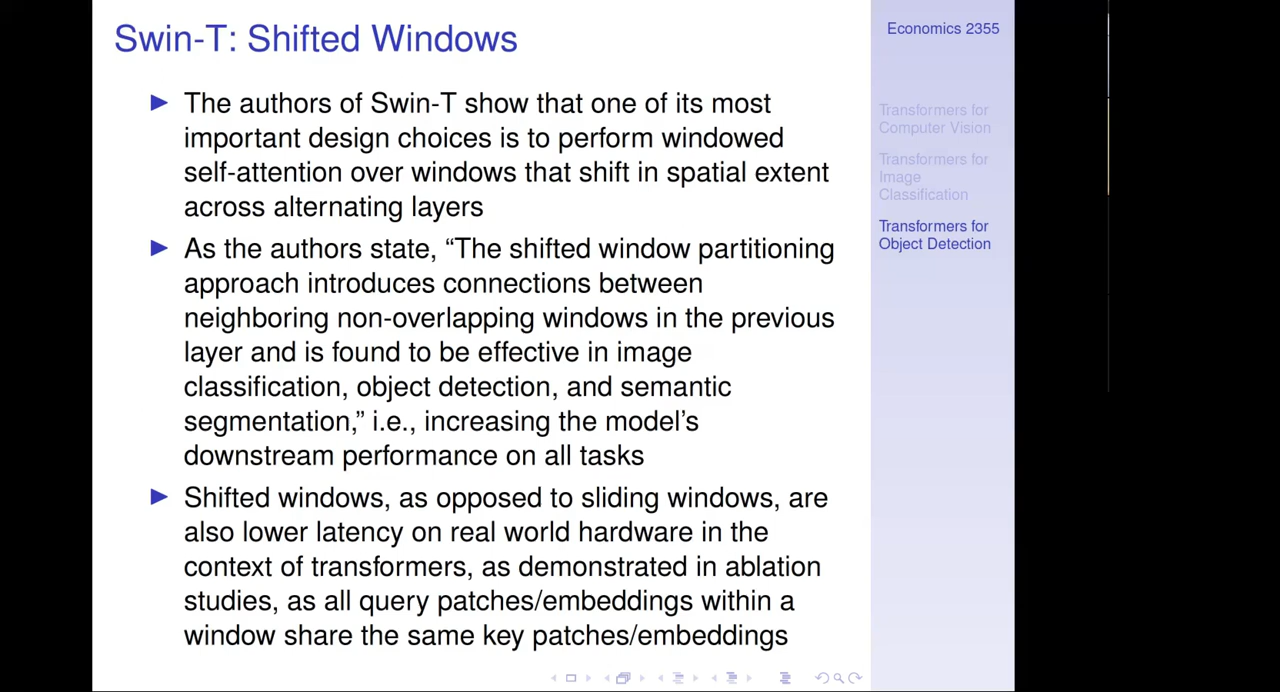 Swin-T: Shifted Windows
The authors of Swin-T show that one of its most
important design choices is to perform windowed
self-attention over windows that shift in spatial extent
across alternating layers
As the authors state, “The shifted window partitioning
approach introduces connections between
neighboring non-overlapping windows in the previous
layer and is found to be effective in image
classification, object detection, and semantic
segmentation,” i.e., increasing the model’s
downstream performance on all tasks
Shifted windows, as opposed to sliding windows, are
also lower latency on real world hardware in the
context of transformers, as demonstrated in ablation
studies, as all query patches/embeddings within a
window share the same key patches/embeddings
Economics 2355
Transformers for
Computer Vision
Transformers for
Image
Classification
Transformers for
Object Detection